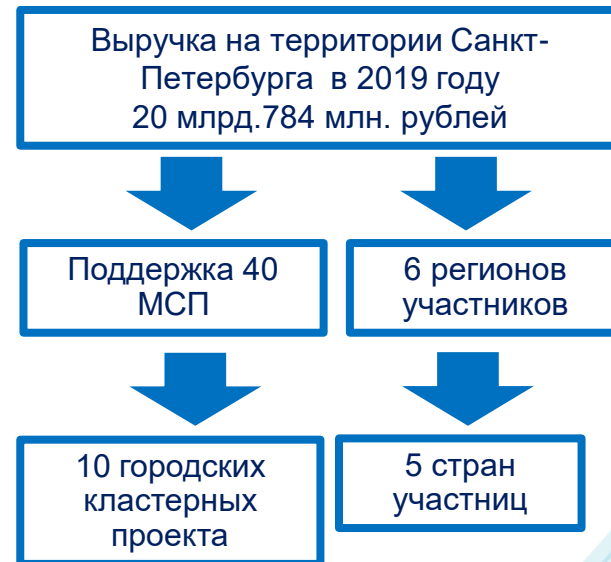 Выручка на территории Санкт-
Петербурга в 2019 году
20 млрд.784 млн. рублей
Поддержка 40
МСП
6 регионов
участников
10 городских
кластерных
проекта
5 стран
участниц